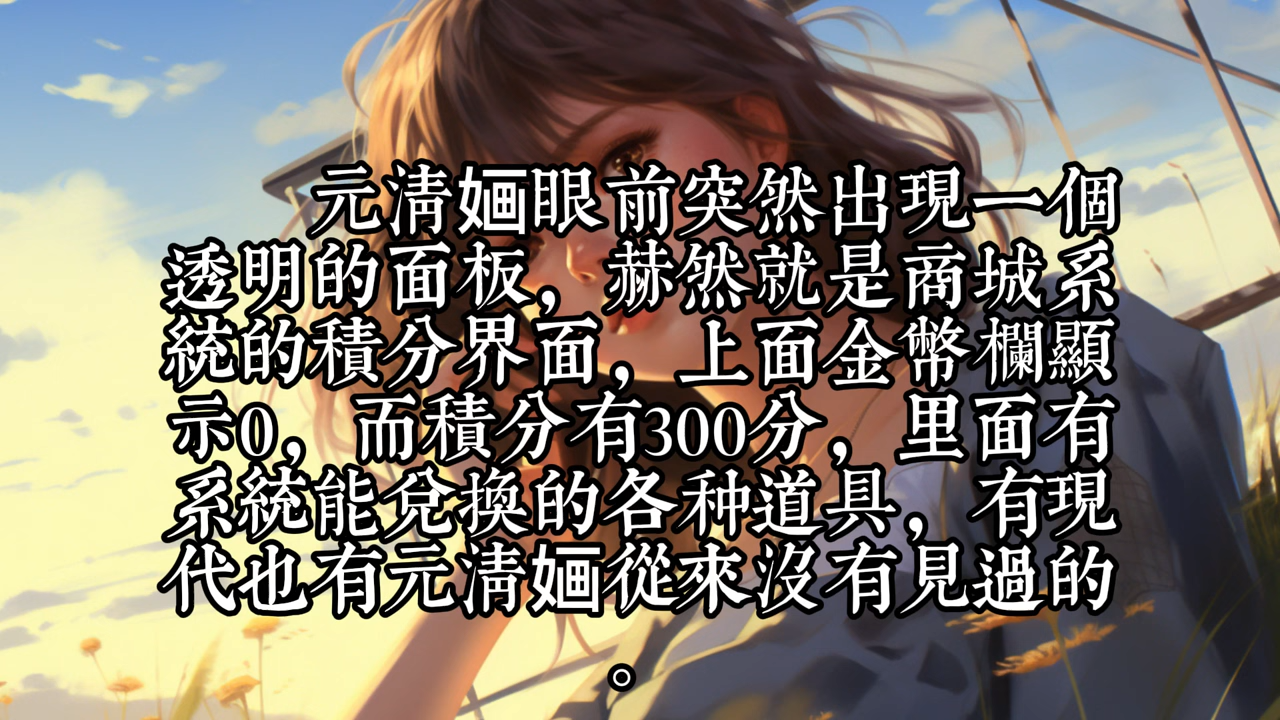 元清婳眼前突然出現一個
透明的面板，赫然就是商城系
統的積分界面，上面金幣欄顯
示0，而積分有300分，里面有
系統能兌換的各种道具，有現
代也有元清婳從來沒有見過的
。